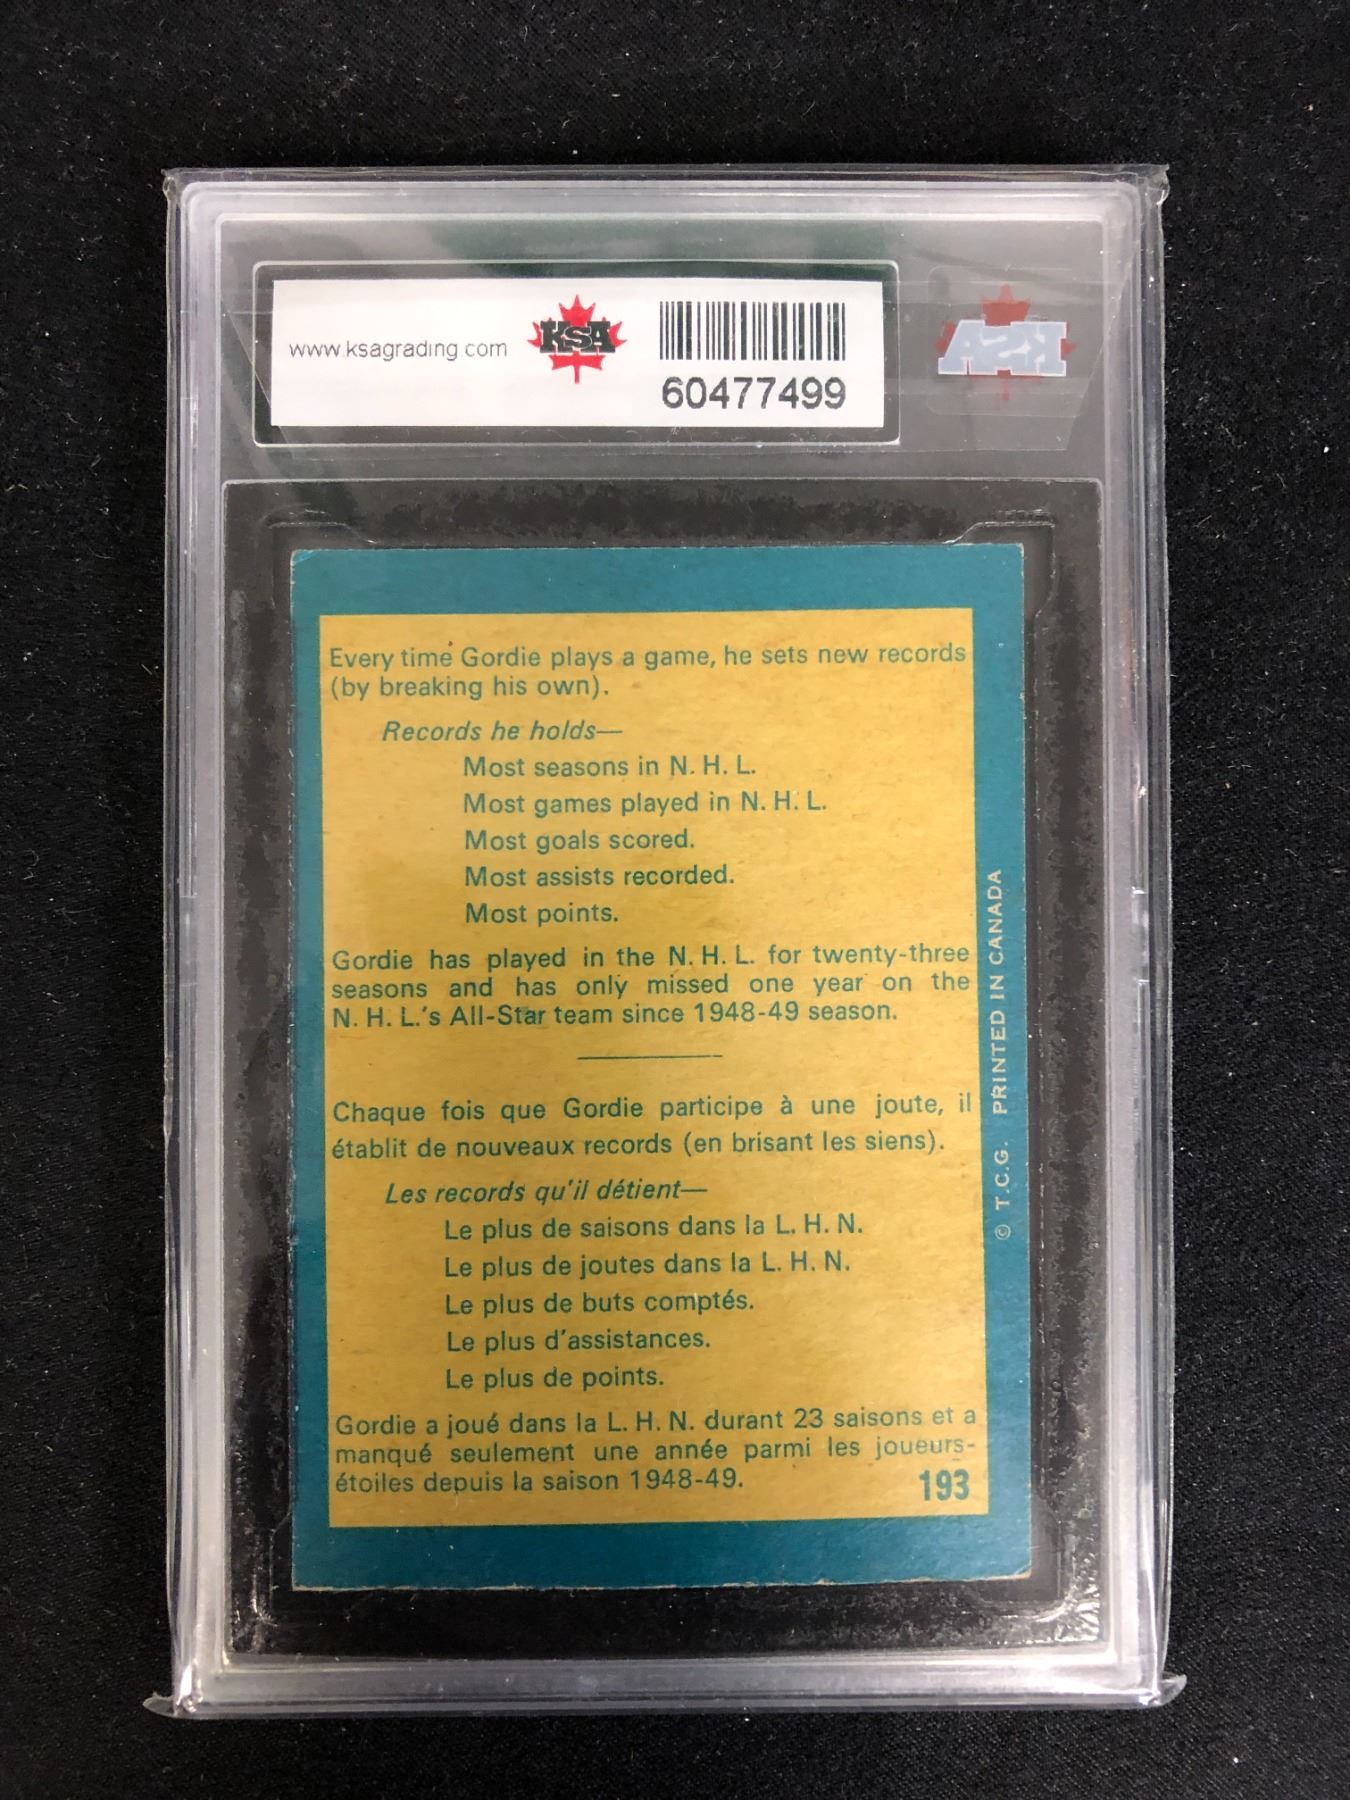 www.ksagrading.com
KSA
60477499
KSA
Every time Gordie plays a game, he sets new records
(by breaking his own).
Records he holds—
Most seasons in N. H. L.
Most games played in N. H. L.
Most goals scored.
Most assists recorded.
Most points.
Gordie has played in the N. H. L. for twenty-three
seasons and has only missed one year on the
N. H. L.'s All-Star team since 1948-49 season.
Chaque fois que Gordie participe à une joute, il
établit de nouveaux records (en brisant les siens).
Les records qu'il détient—
Le plus de saisons dans la L. H. N.
Le plus de joutes dans la L. H. N.
Le plus de buts comptés.
Le plus d'assistances.
Le plus de points.
Gordie a joué dans la L. H. N. durant 23 saisons et a
manqué seulement une année parmi les joueurs-
étoiles depuis la saison 1948-49.
193
© T.C.G. PRINTED IN CANADA